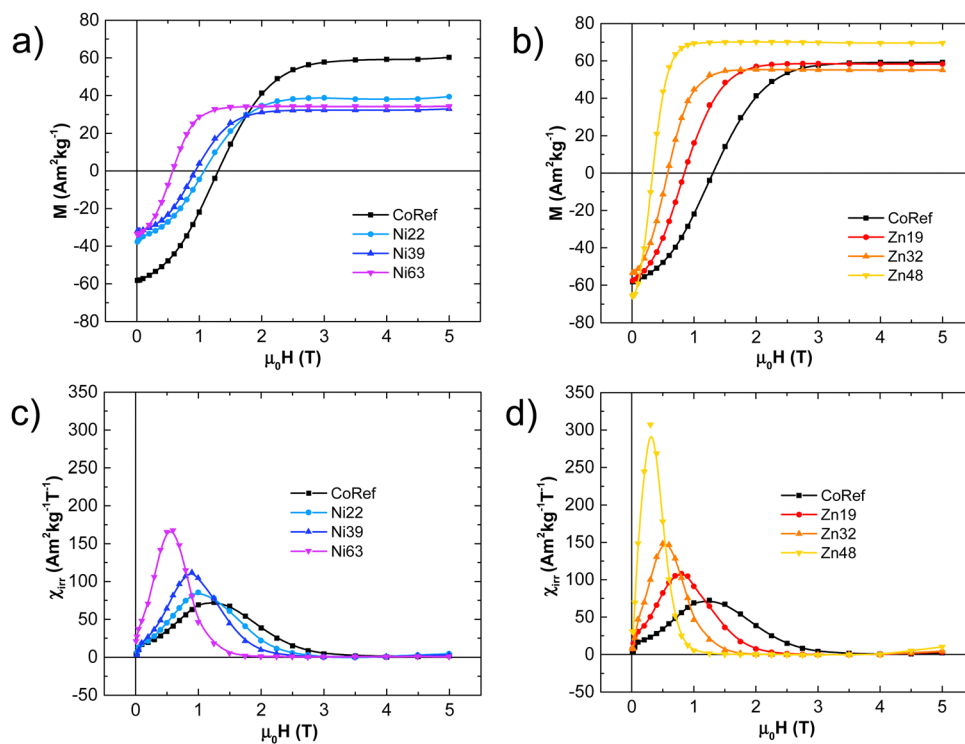 a)
80
60
40
20
0
-20
-40
-60
-80
M (Am²kg⁻¹)
CoRef
Ni22
Ni39
Ni63
0 1 2 3 4 5
μ₀H (T)
b)
80
60
40
20
0
-20
-40
-60
-80
M (Am²kg⁻¹)
CoRef
Zn19
Zn32
Zn48
0 1 2 3 4 5
μ₀H (T)
c)
350
300
250
200
150
100
50
0
-50
χᵢᵣᵣ (Am²kg⁻¹T⁻¹)
CoRef
Ni22
Ni39
Ni63
0 1 2 3 4 5
μ₀H (T)
d)
350
300
250
200
150
100
50
0
-50
χᵢᵣᵣ (Am²kg⁻¹T⁻¹)
CoRef
Zn19
Zn32
Zn48
0 1 2 3 4 5
μ₀H (T)